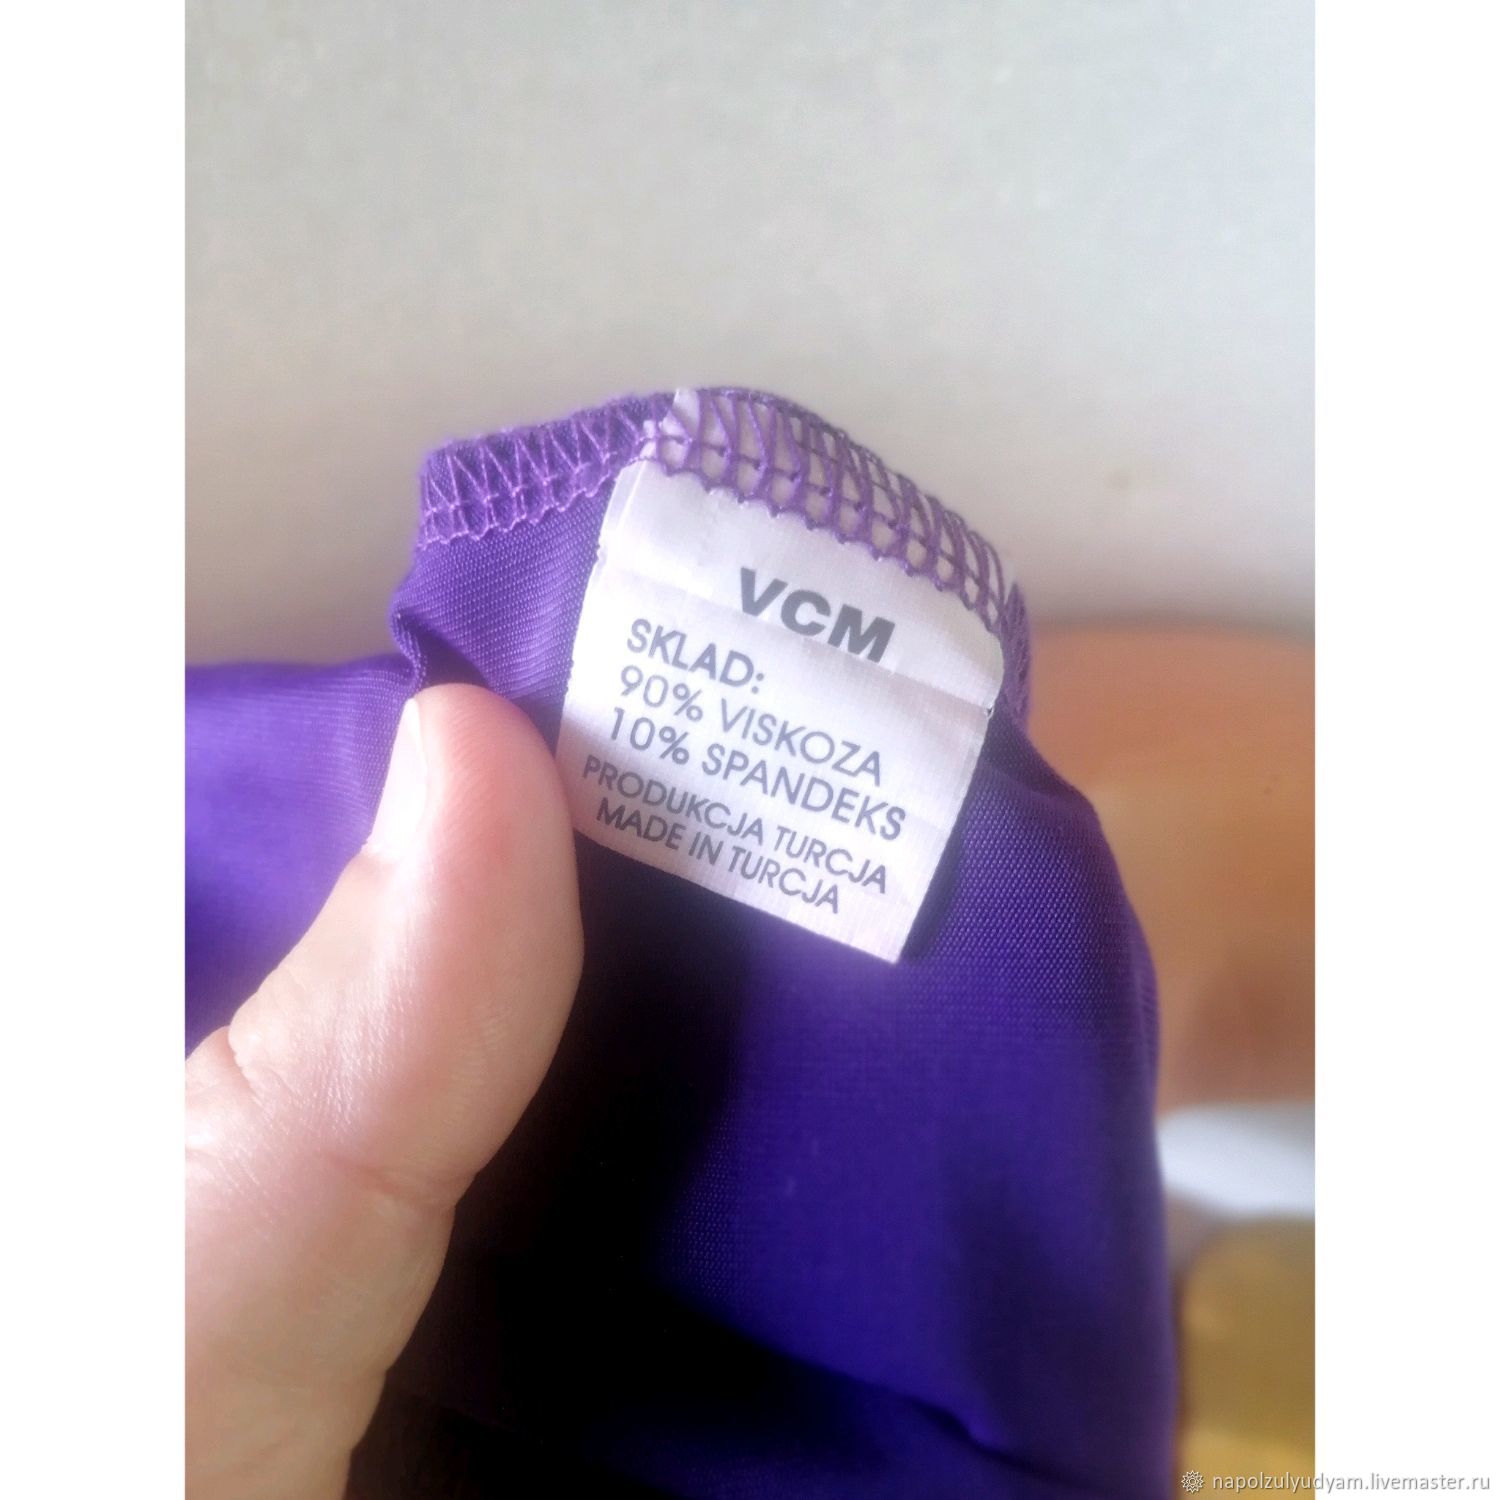 VCM
SKLAD:
90% VISKOZA
10% SPANDEKS
PRODUKCJA TURCJA
MADE IN TURCJA
napolzulyudyam.livemaster.ru